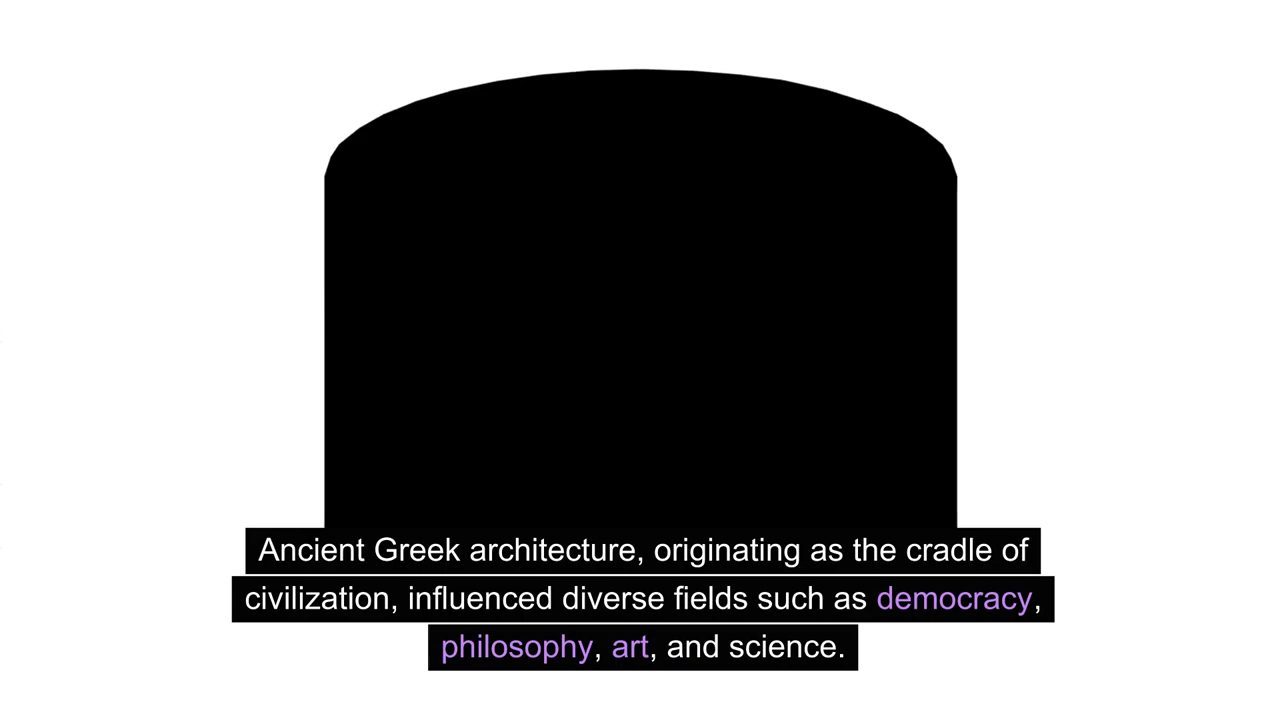 Ancient Greek architecture, originating as the cradle of
civilization, influenced diverse fields such as democracy,
philosophy, art, and science.